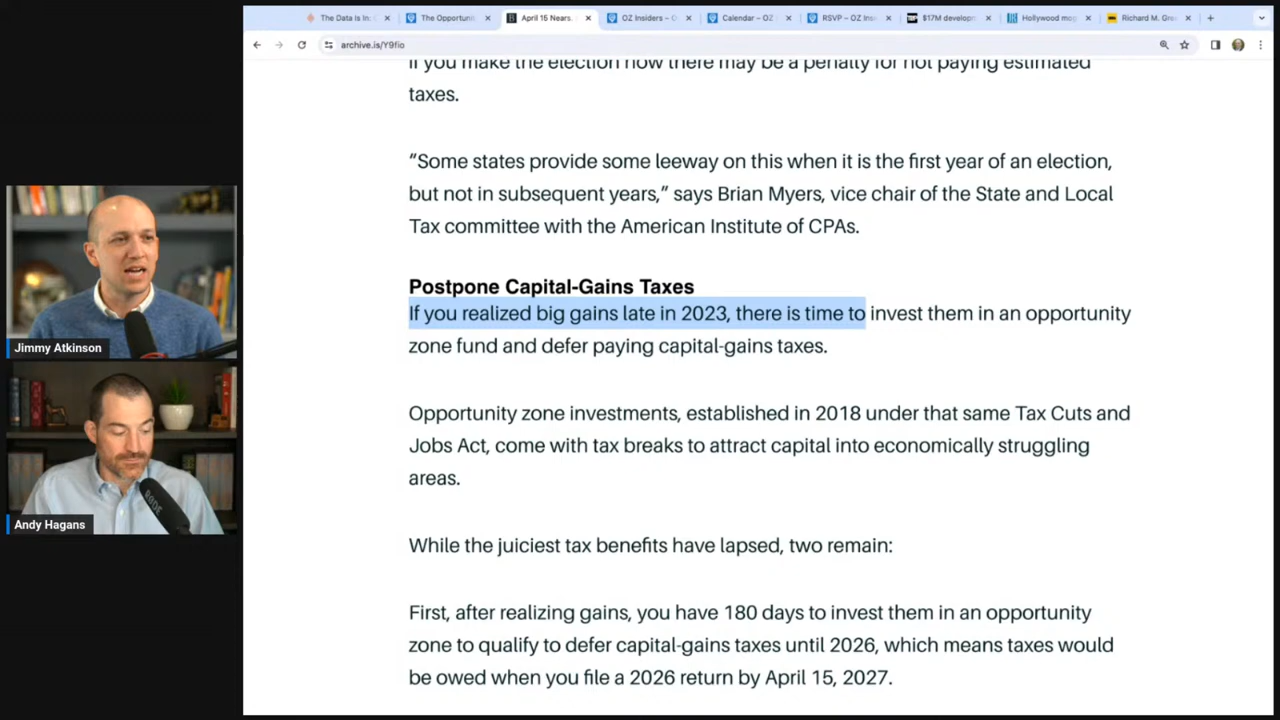 The Data is In:
The Opportuni
April 15 Nears.
OZ Insiders – O
Calendar – OZ
RSVP – OZ Ins
$17M develop
Hollywood mo
Richard M. Gre
archive.is/Y9fio
If you make the election now there may be a penalty for not paying estimated
taxes.
“Some states provide some leeway on this when it is the first year of an election,
but not in subsequent years,” says Brian Myers, vice chair of the State and Local
Tax committee with the American Institute of CPAs.
Postpone Capital-Gains Taxes
If you realized big gains late in 2023, there is time to invest them in an opportunity
zone fund and defer paying capital-gains taxes.
Opportunity zone investments, established in 2018 under that same Tax Cuts and
Jobs Act, come with tax breaks to attract capital into economically struggling
areas.
While the juiciest tax benefits have lapsed, two remain:
First, after realizing gains, you have 180 days to invest them in an opportunity
zone to qualify to defer capital-gains taxes until 2026, which means taxes would
be owed when you file a 2026 return by April 15, 2027.
Jimmy Atkinson
RODE
Andy Hagans